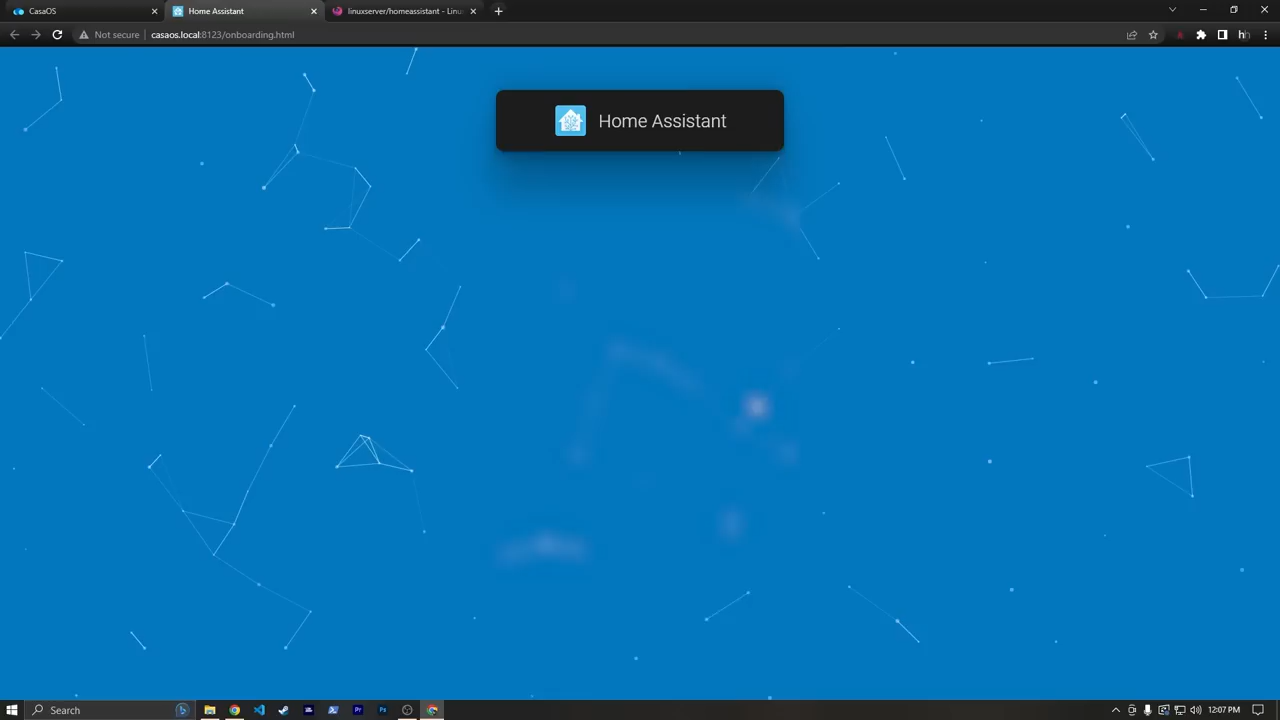 CasaOS
Home Assistant
linuxserver/homeassistant - Linu
Not secure
casaos.local:8123/onboarding.html
Home Assistant
Search
12:07 PM